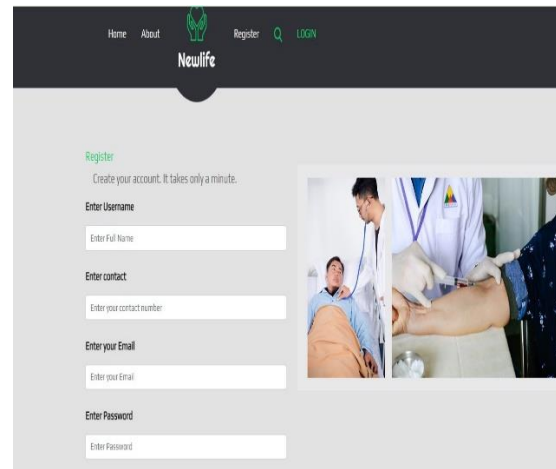 Home About Register LOGIN
Newlife
Register
Create your account. It takes only a minute.
Enter Username
Enter Full Name
Enter contact
Enter your contact number
Enter your Email
Enter your Email
Enter Password
Enter Password